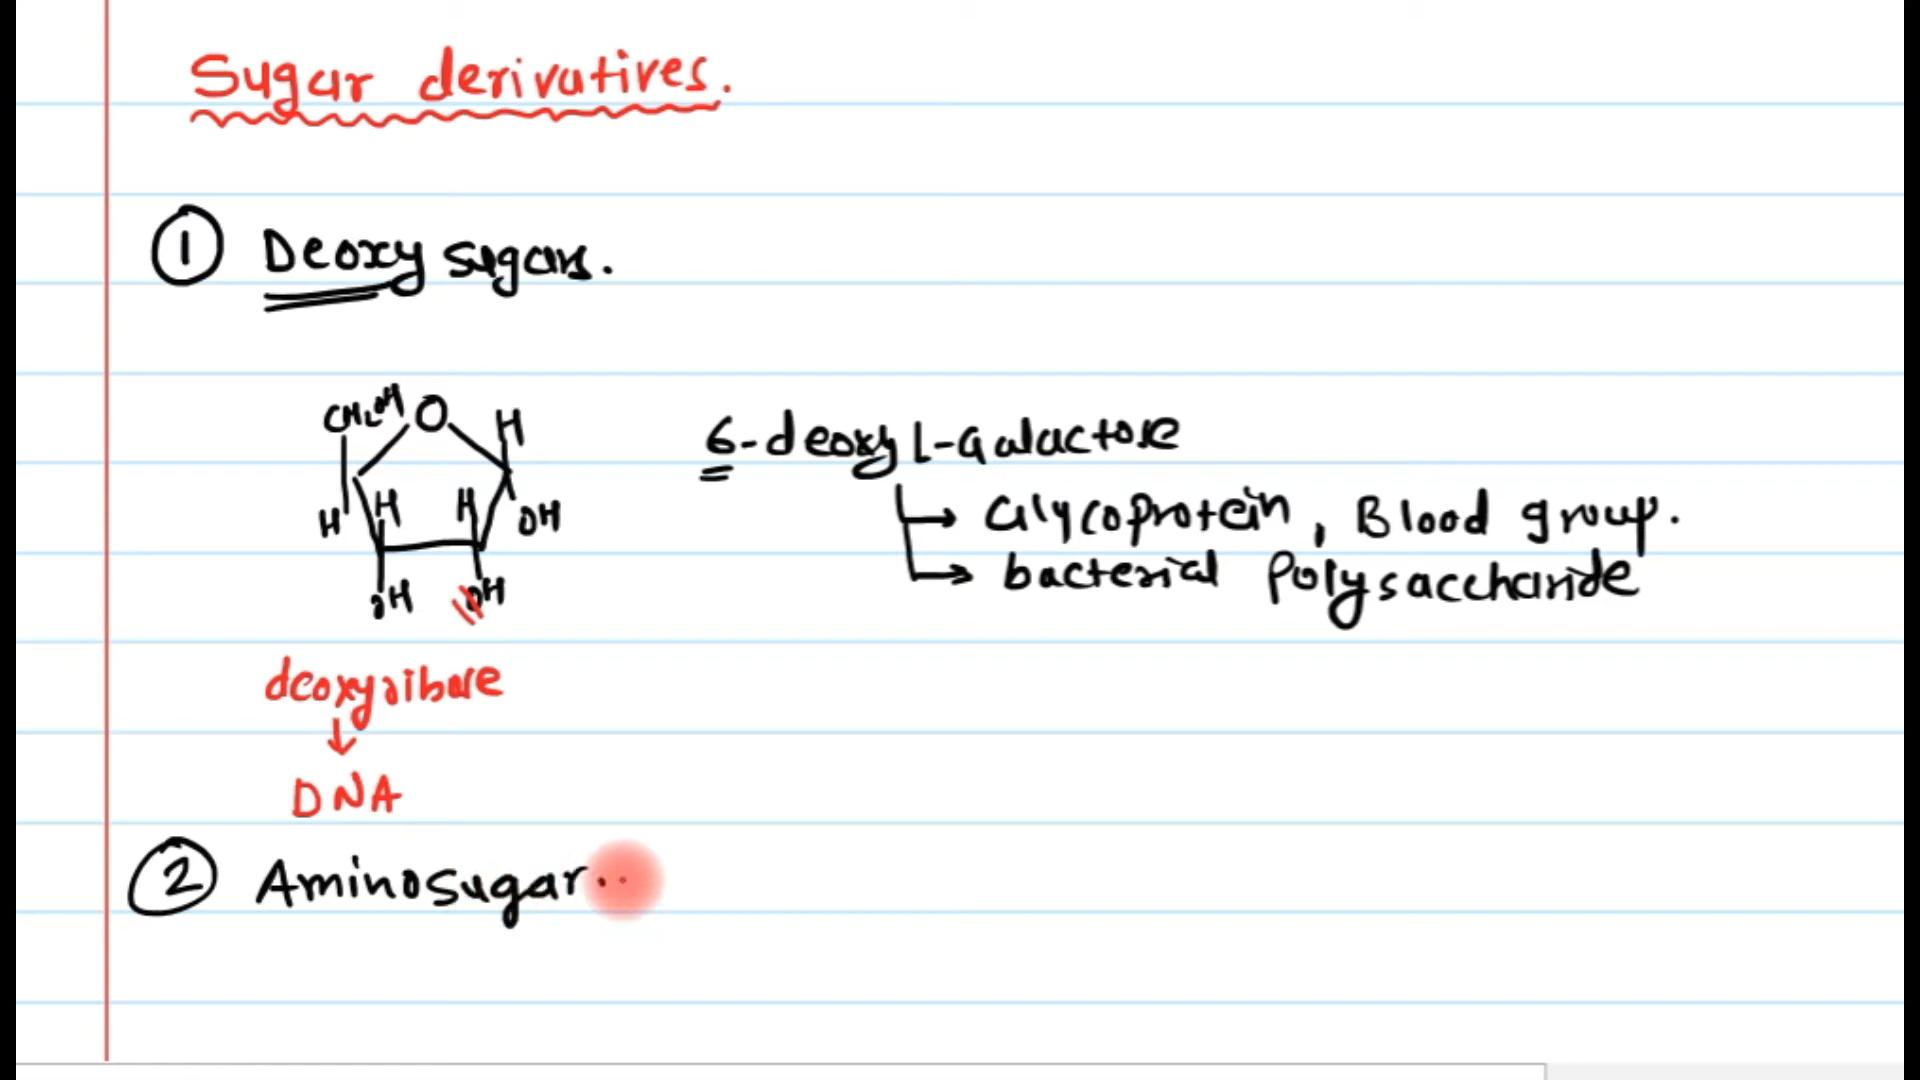 Sugar derivatives.
1 Deoxy sugars.
CH2OH O H
H H H OH
OH OH
6-deoxy L-Galactose
Glycoprotein, Blood group.
bacterial Polysaccharide
deoxyribose
DNA
2 Aminosugar..